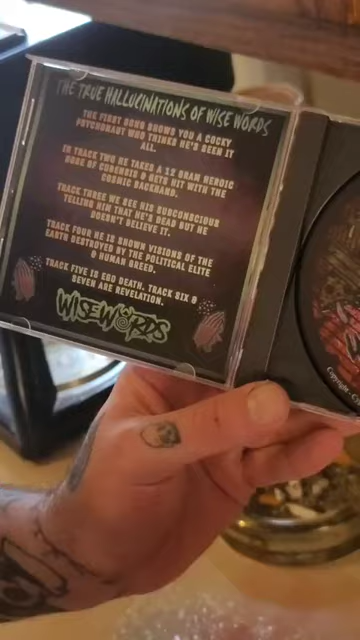 THE TRUE HALLUCINATIONS OF WISE WORDS
THE FIRST SONG SHOWS YOU A COCKY
PSYCHONAUT WHO THINKS HE'S SEEN IT
ALL.
IN TRACK TWO HE TAKES A 12 GRAM HEROIC
DOSE OF CUBENSIS & GETS HIT WITH THE
COSMIC BACKHAND.
TRACK THREE WE SEE HIS SUBCONSCIOUS
TELLING HIM THAT HE'S DEAD BUT HE
DOESN'T BELIEVE IT.
TRACK FOUR HE IS SHOWN VISIONS OF THE
EARTH DESTROYED BY THE POLITICAL ELITE
& HUMAN GREED.
TRACK FIVE IS EGO DEATH, TRACK SIX &
SEVEN ARE REVELATION.
WISEWORDS
Copyright